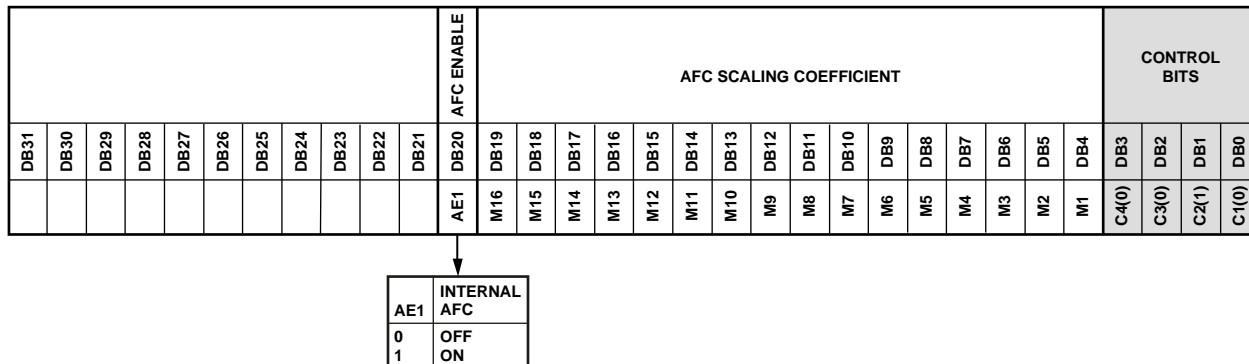 AFC ENABLE
AFC SCALING COEFFICIENT
CONTROL
BITS
DB31 DB30 DB29 DB28 DB27 DB26 DB25 DB24 DB23 DB22 DB21 DB20 DB19 DB18 DB17 DB16 DB15 DB14 DB13 DB12 DB11 DB10 DB9 DB8 DB7 DB6 DB5 DB4 DB3 DB2 DB1 DB0
AE1 M16 M15 M14 M13 M12 M11 M10 M9 M8 M7 M6 M5 M4 M3 M2 M1 C4(0) C3(0) C2(1) C1(0)
AE1 INTERNAL
AFC
0 OFF
1 ON